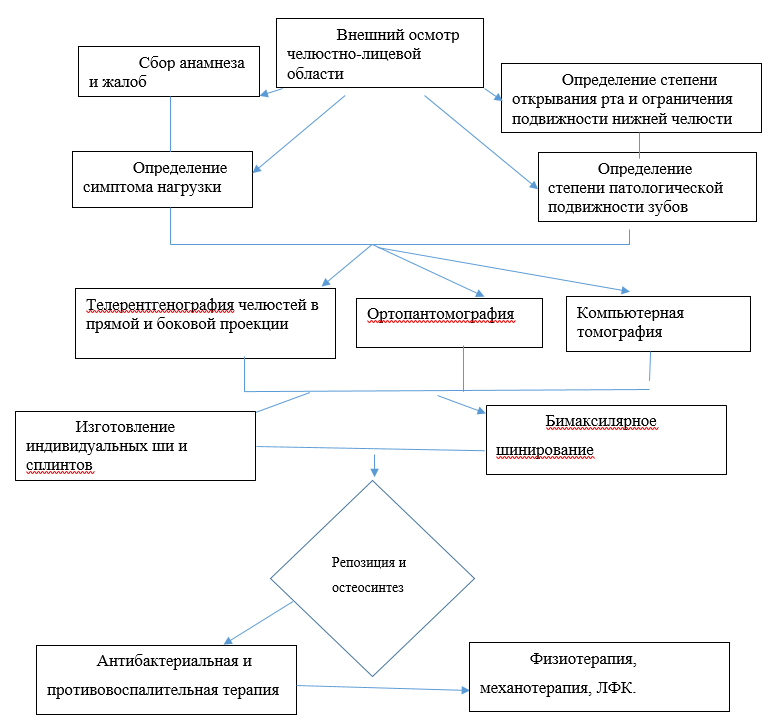 Внешний осмотр
челюстно-лицевой
области
Сбор анамнеза
и жалоб
Определение степени
открывания рта и ограничения
подвижности нижней челюсти
Определение
симптома нагрузки
Определение
степени патологической
подвижности зубов
Телерентгенография челюстей в
прямой и боковой проекции
Ортопантомография
Компьютерная
томография
Изготовление
индивидуальных ши и
сплинтов
Бимаксилярное
шинирование
Репозиция и
остеосинтез
Антибактериальная и
противовоспалительная терапия
Физиотерапия,
механотерапия, ЛФК.